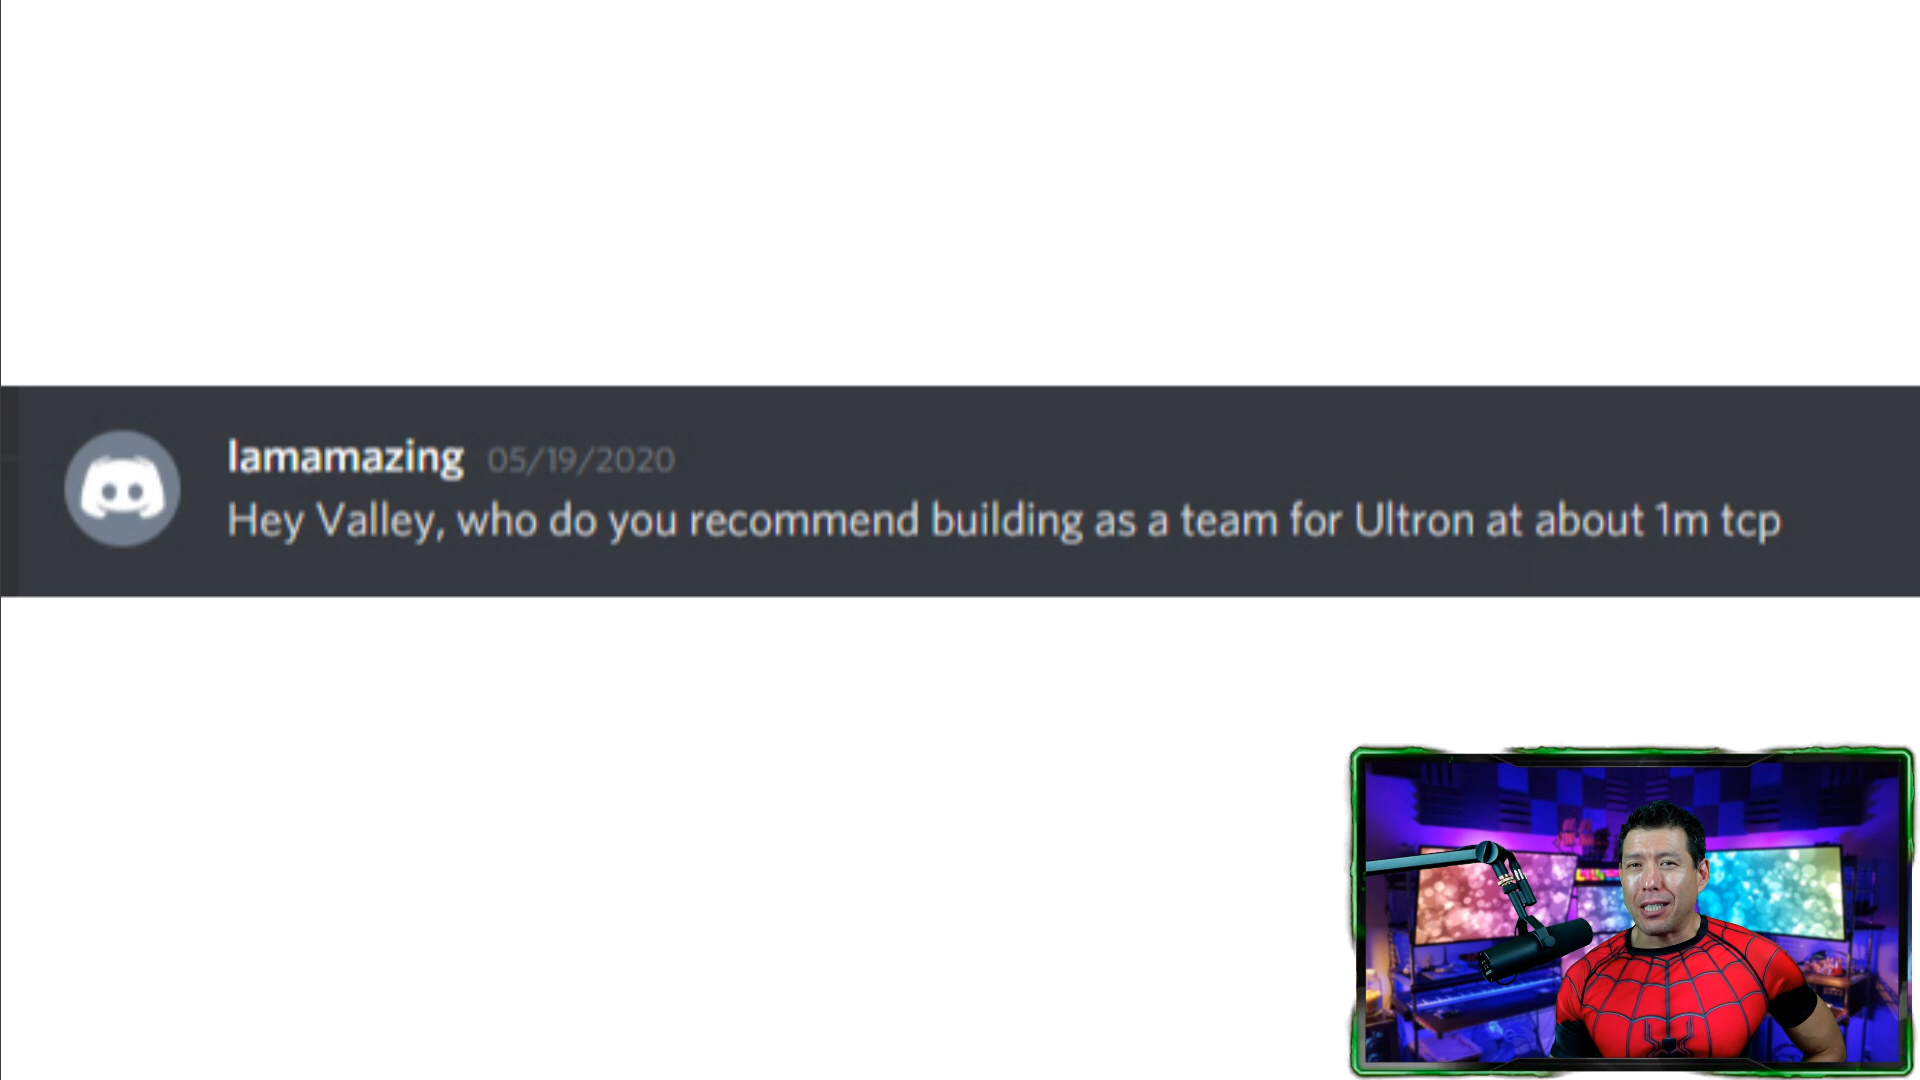 Iamamazing 05/19/2020
Hey Valley, who do you recommend building as a team for Ultron at about 1m tcp